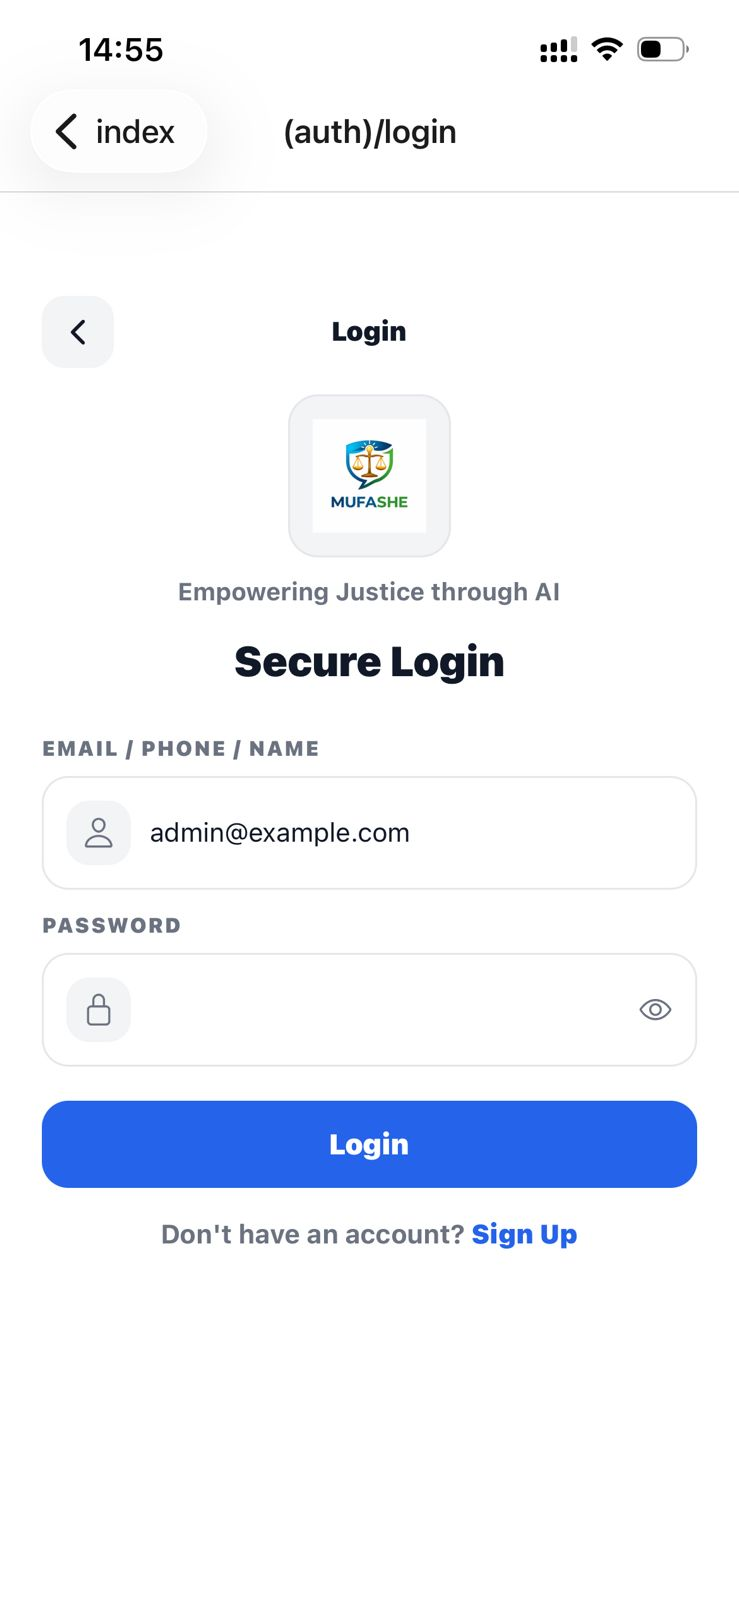 14:55
index
(auth)/login
Login
MUFASHE
Empowering Justice through AI
Secure Login
EMAIL / PHONE / NAME
admin@example.com
PASSWORD
Login
Don't have an account? Sign Up